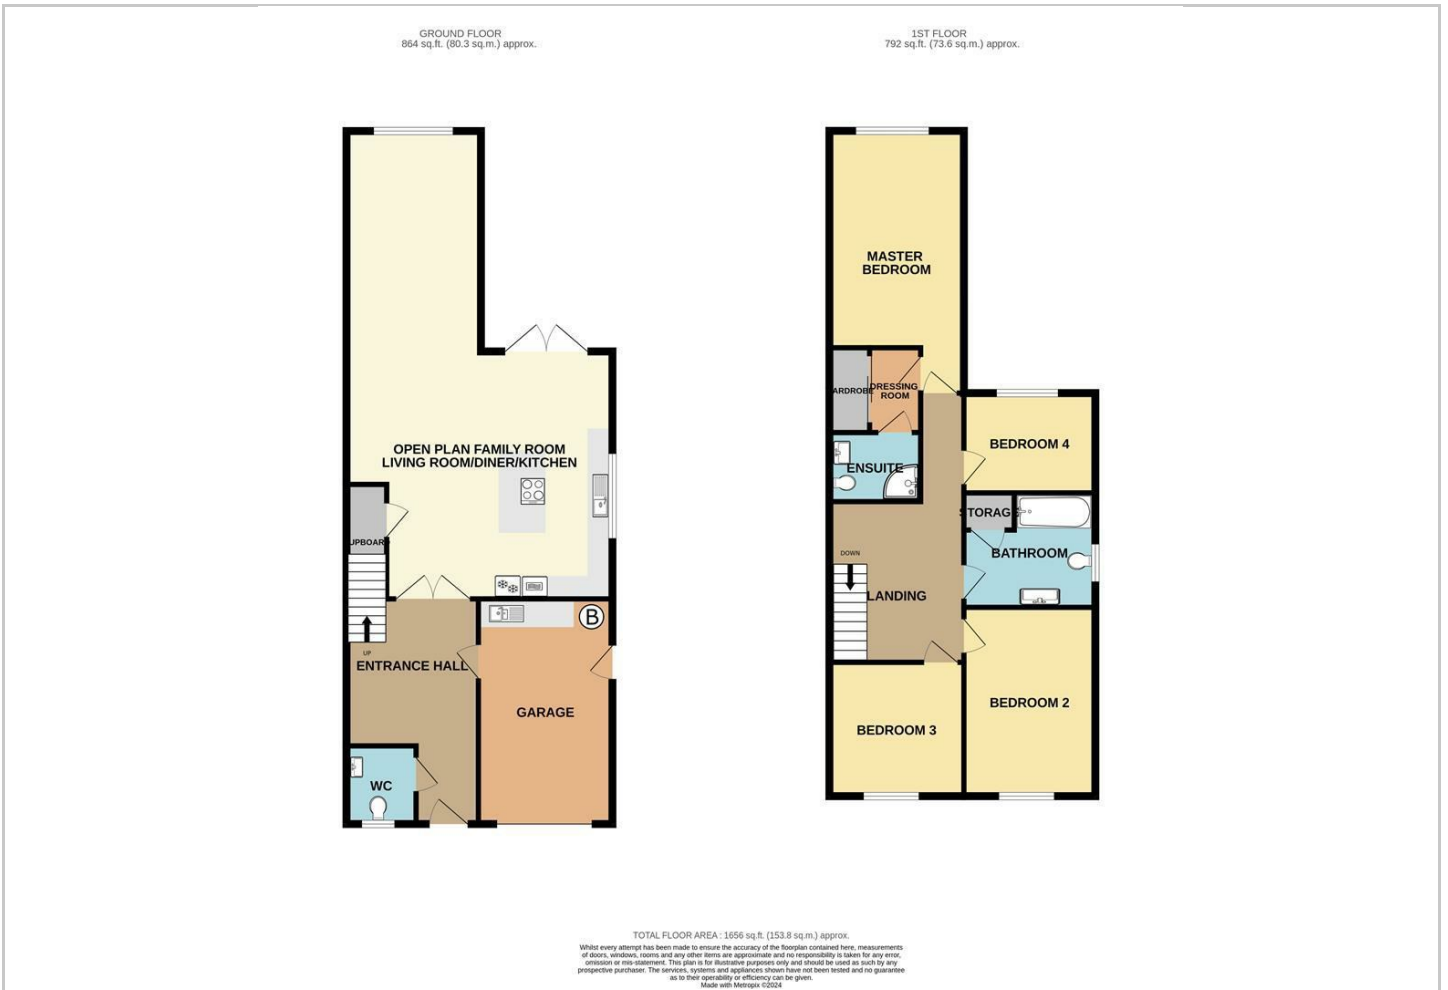 GROUND FLOOR
864 sq.ft. (80.3 sq.m.) approx.
1ST FLOOR
792 sq.ft. (73.6 sq.m.) approx.
OPEN PLAN FAMILY ROOM
LIVING ROOM/DINER/KITCHEN
UPBOARD
UP
ENTRANCE HALL
B
GARAGE
WC
MASTER
BEDROOM
ARDROBE
DRESSING
ROOM
ENSUITE
BEDROOM 4
STORAGE
BATHROOM
DOWN
LANDING
BEDROOM 3
BEDROOM 2
TOTAL FLOOR AREA : 1656 sq.ft. (153.8 sq.m.) approx.
Whilst every attempt has been made to ensure the accuracy of the floorplan contained here, measurements
of doors, windows, rooms and any other items are approximate and no responsibility is taken for any error,
omission or mis-statement. This plan is for illustrative purposes only and should be used as such by any
prospective purchaser. The services, systems and appliances shown have not been tested and no guarantee
as to their operability or efficiency can be given.
Made with Metropix ©2024